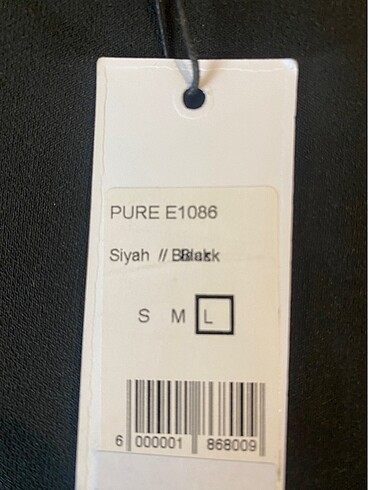 PURE E1086
Siyah // Black
S M L
6 000001 868009